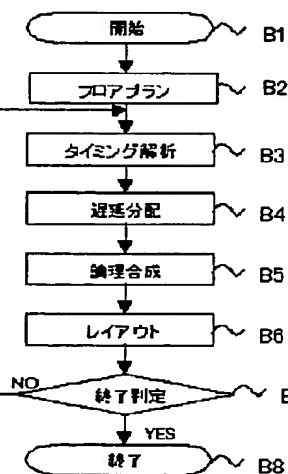 開始 B1
フロアプラン B2
タイミング解析 B3
遅延分配 B4
論理合成 B5
レイアウト B6
NO 終了判定 B
YES
終了 B8